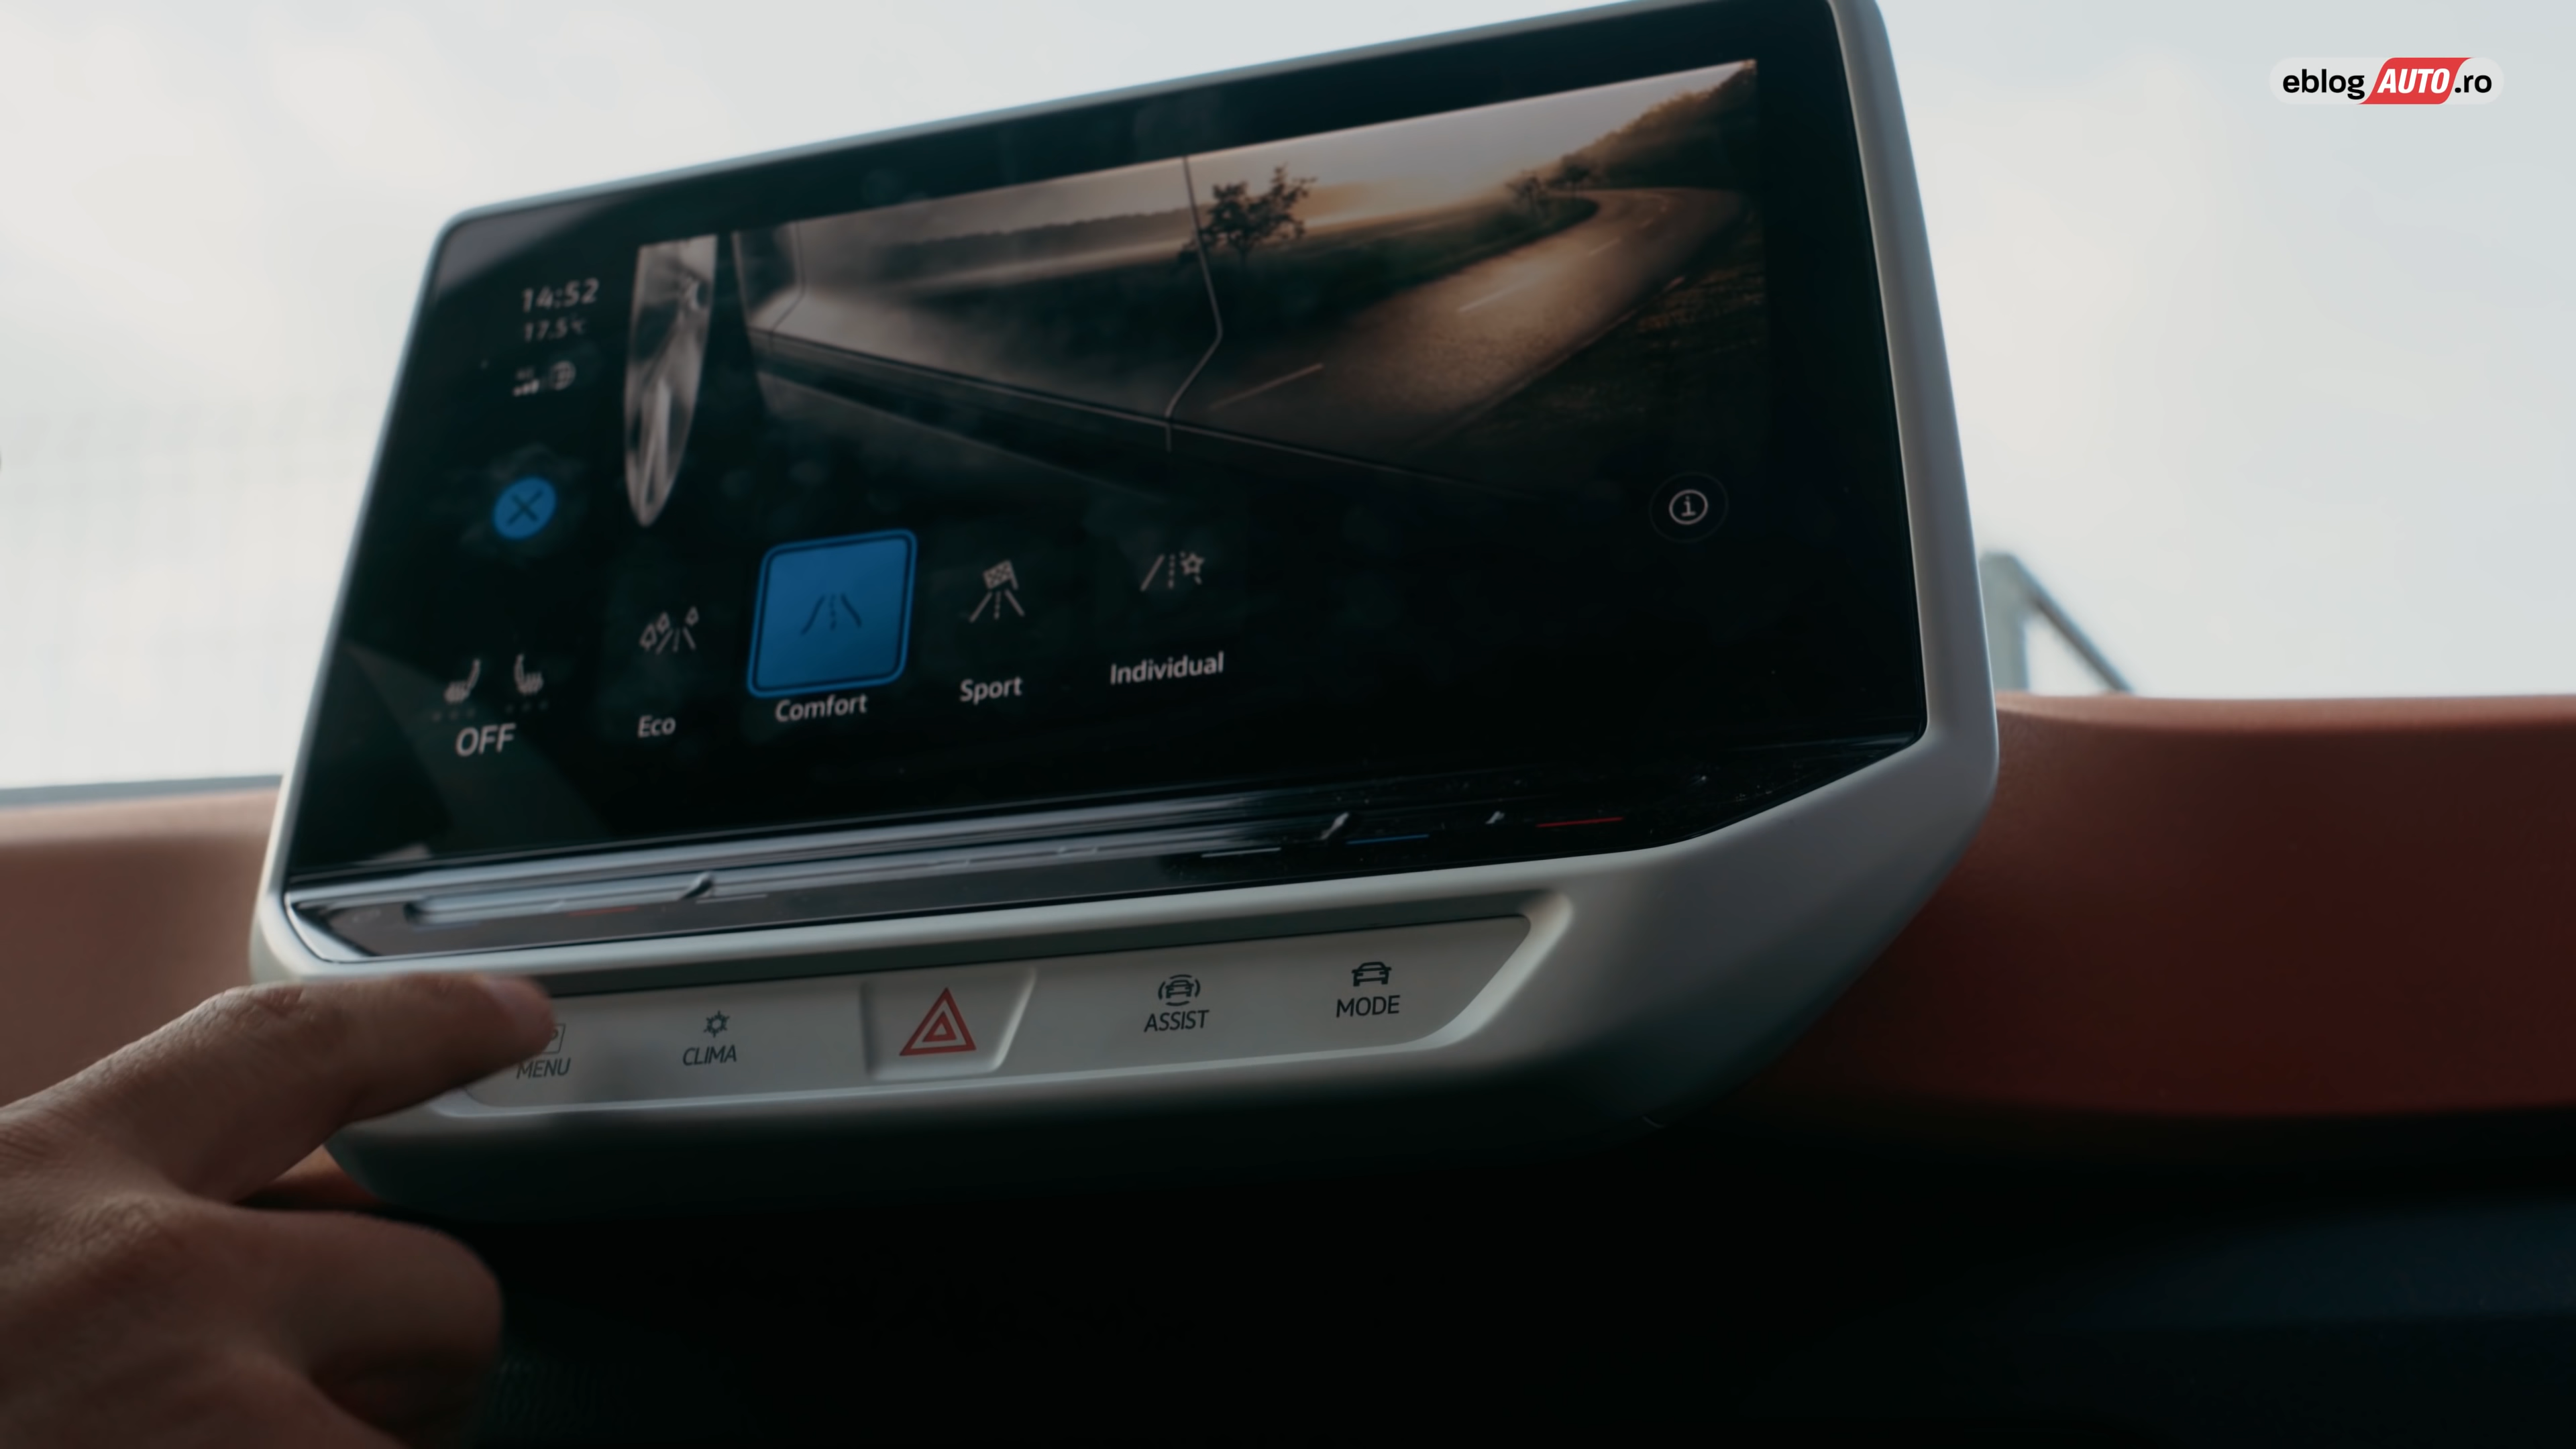 eblog AUTO .ro
14:52
17.5°C
Eco
Comfort
Sport
Individual
OFF
MENU
CLIMA
ASSIST
MODE